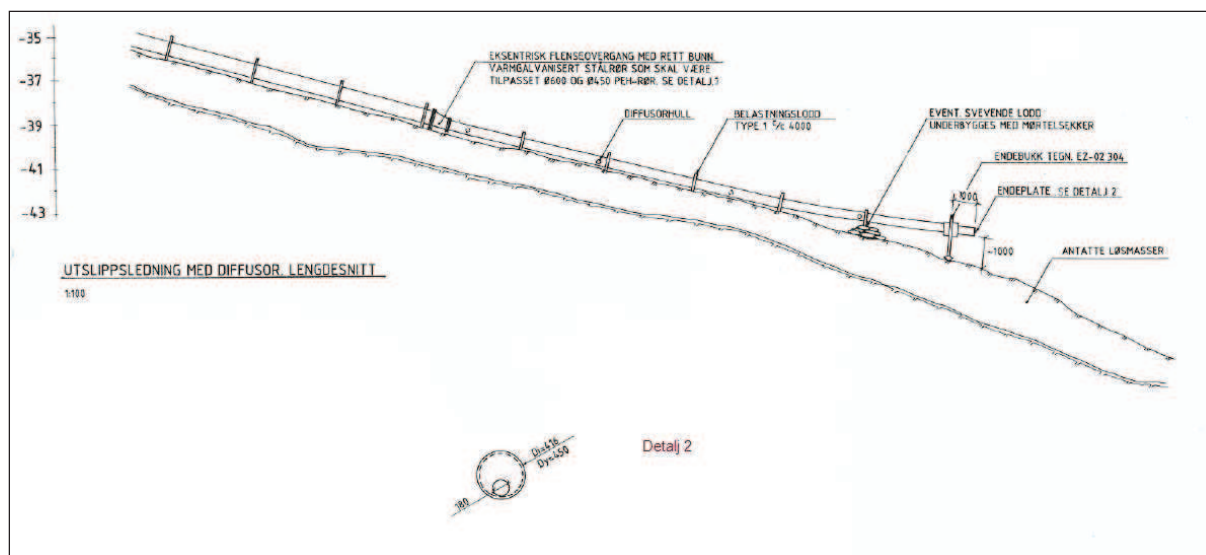 -35
-37
-39
-41
-43
EKSENTRISK FLENSEOVERGANG MED RETT BUNN.
VARMGALVANISERT STÅLRØR SOM SKAL VÆRE
TILPASSET Ø600 OG Ø450 PEH-RØR. SE DETALJ.
DIFFUSORHULL
BELASTNINGSLODD
TYPE 1 C/C 4000
EVENT. SVEVENDE LODD
UNDERBYGGES MED MØRTELSEKKER
ENDEBUKK TEGN. EZ-02 304
1000
ENDEPLATE. SE DETALJ 2.
~1000
ANTATTE LØSMASSER
UTSLIPPSLEDNING MED DIFFUSOR. LENGDESNITT
1:100
Detalj 2
Di=416
Dy=450
180